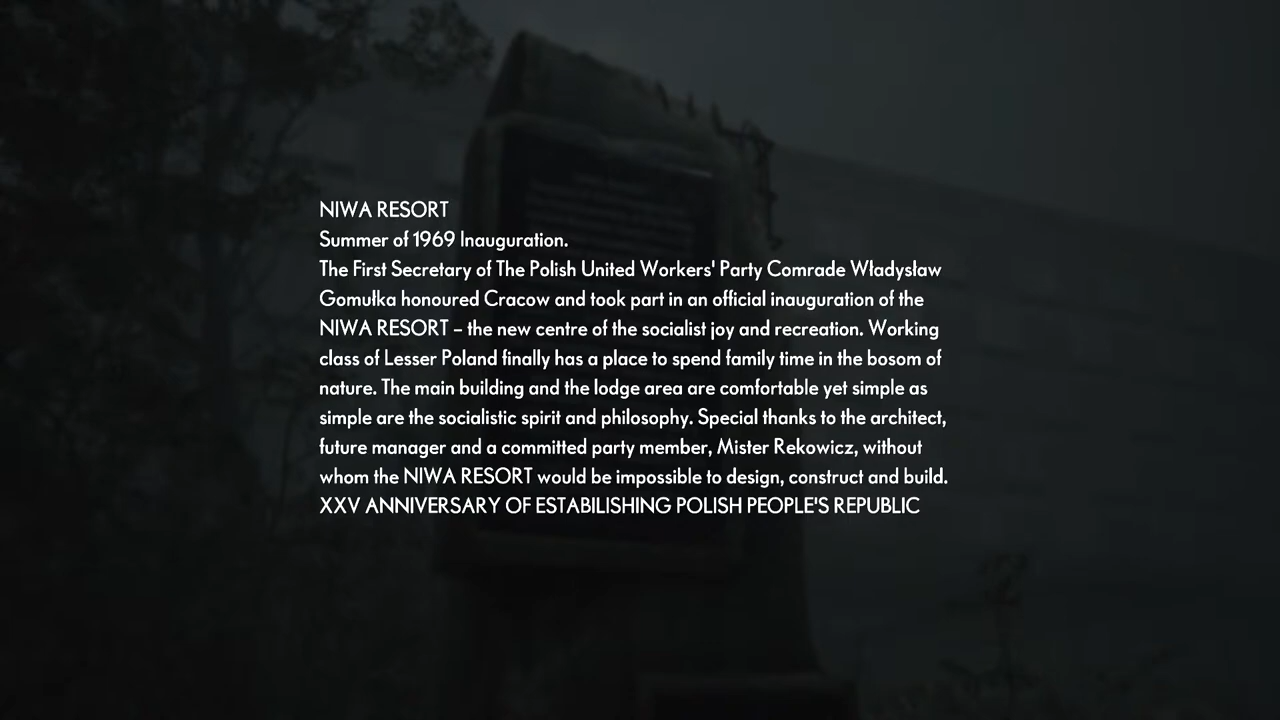 NIWA RESORT
Summer of 1969 Inauguration.
The First Secretary of The Polish United Workers' Party Comrade Władysław
Gomułka honoured Cracow and took part in an official inauguration of the
NIWA RESORT – the new centre of the socialist joy and recreation. Working
class of Lesser Poland finally has a place to spend family time in the bosom of
nature. The main building and the lodge area are comfortable yet simple as
simple are the socialistic spirit and philosophy. Special thanks to the architect,
future manager and a committed party member, Mister Rekowicz, without
whom the NIWA RESORT would be impossible to design, construct and build.
XXV ANNIVERSARY OF ESTABILISHING POLISH PEOPLE'S REPUBLIC